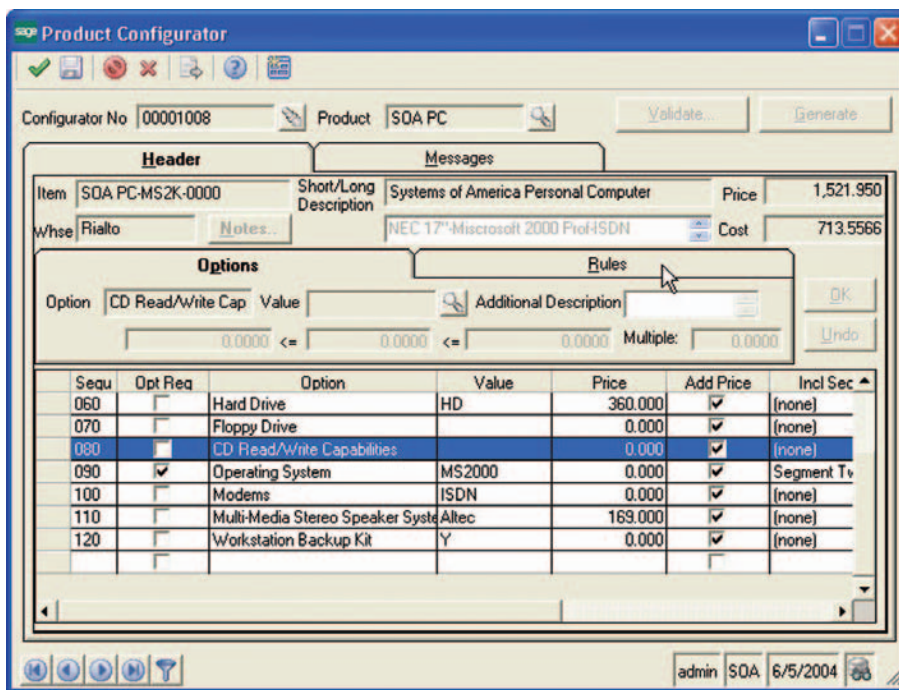 sage Product Configurator
Configurator No 00001008 Product SOA PC Validate... Generate
Header Messages
Item SOA PC-MS2K-0000 Short/Long Description Systems of America Personal Computer Price 1,521.950
Whse Rialto Notes.. NEC 17"-Miscrosoft 2000 Prof-ISDN Cost 713.5566
Options Rules
Option CD Read/Write Cap Value Additional Description OK
0.0000 <= 0.0000 <= 0.0000 Multiple: 0.0000 Undo
Sequ Opt Req Option Value Price Add Price Incl Sec
060 Hard Drive HD 360.000 (none)
070 Floppy Drive 0.000 (none)
080 CD Read/Write Capabilities 0.000 (none)
090 Operating System MS2000 0.000 Segment Tw
100 Modems ISDN 0.000 (none)
110 Multi-Media Stereo Speaker Syste Altec 169.000 (none)
120 Workstation Backup Kit Y 0.000 (none)
admin SOA 6/5/2004